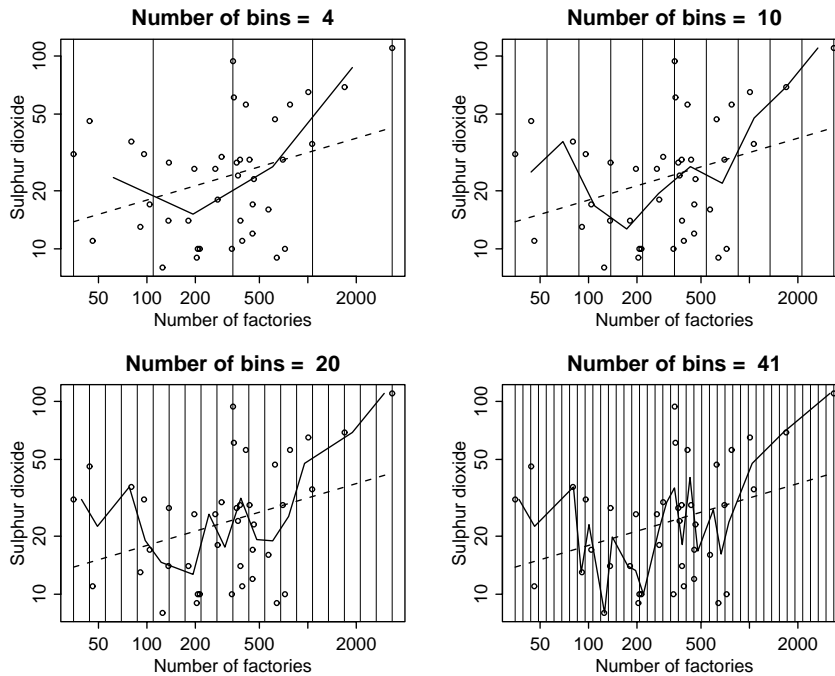 Number of bins = 4
100
50
20
10
Sulphur dioxide
50 100 200 500 2000
Number of factories
Number of bins = 10
100
50
20
10
Sulphur dioxide
50 100 200 500 2000
Number of factories
Number of bins = 20
100
50
20
10
Sulphur dioxide
50 100 200 500 2000
Number of factories
Number of bins = 41
100
50
20
10
Sulphur dioxide
50 100 200 500 2000
Number of factories